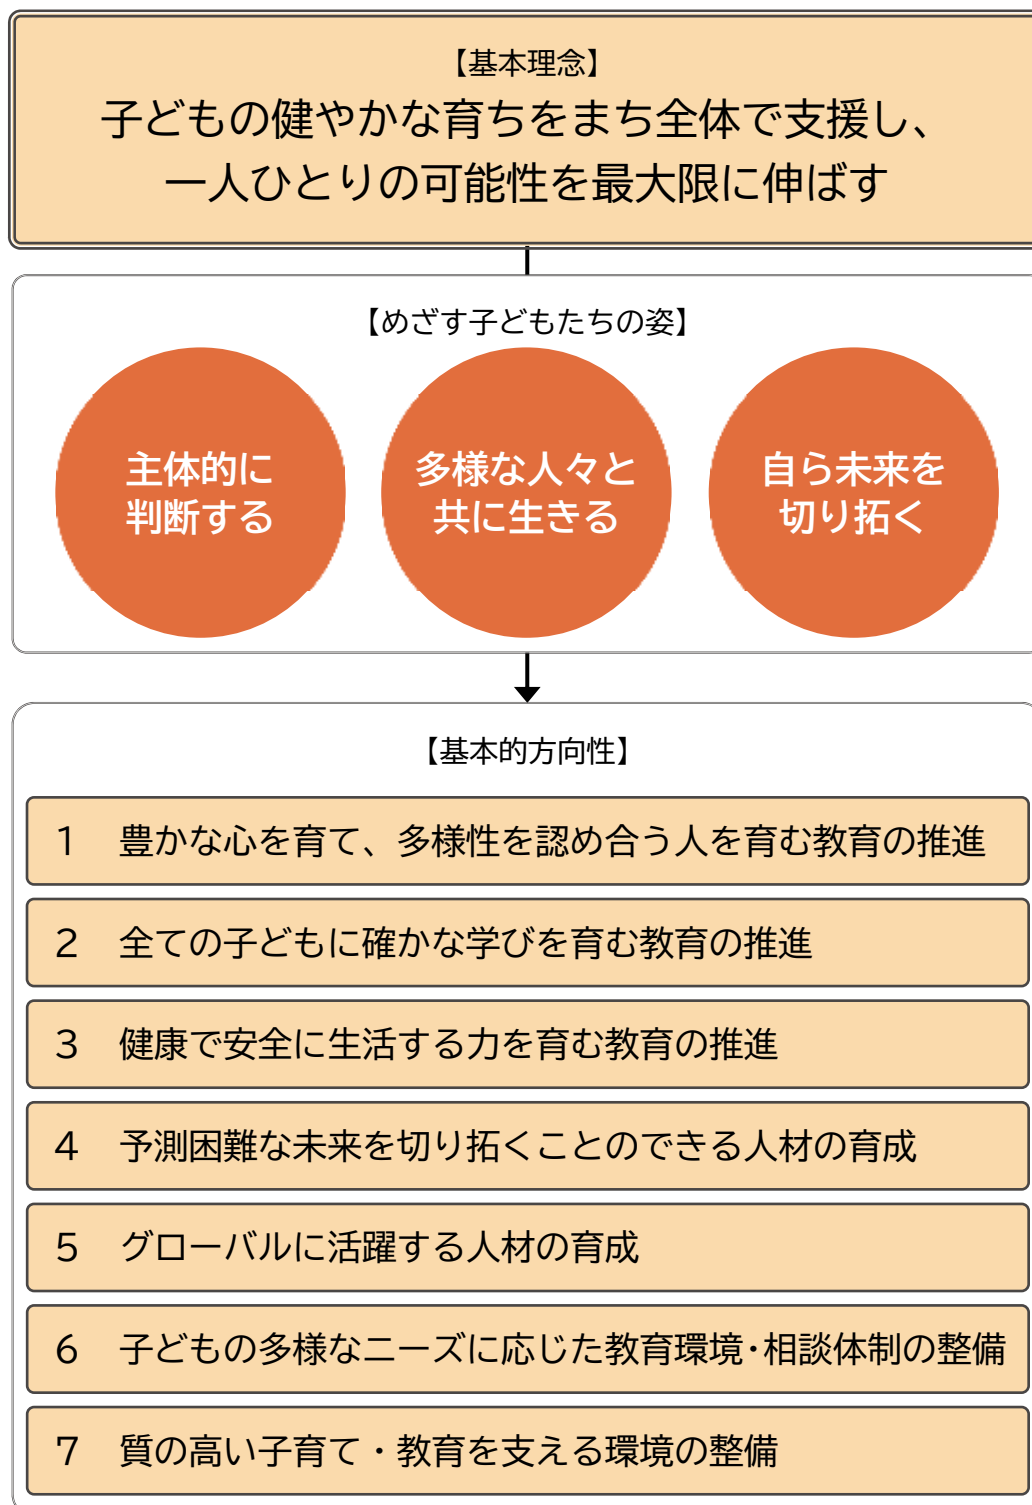 【基本理念】
子どもの健やかな育ちをまち全体で支援し、
一人ひとりの可能性を最大限に伸ばす
【めざす子どもたちの姿】
主体的に
判断する
多様な人々と
共に生きる
自ら未来を
切り拓く
【基本的方向性】
1　豊かな心を育て、多様性を認め合う人を育む教育の推進
2　全ての子どもに確かな学びを育む教育の推進
3　健康で安全に生活する力を育む教育の推進
4　予測困難な未来を切り拓くことのできる人材の育成
5　グローバルに活躍する人材の育成
6　子どもの多様なニーズに応じた教育環境･相談体制の整備
7　質の高い子育て・教育を支える環境の整備